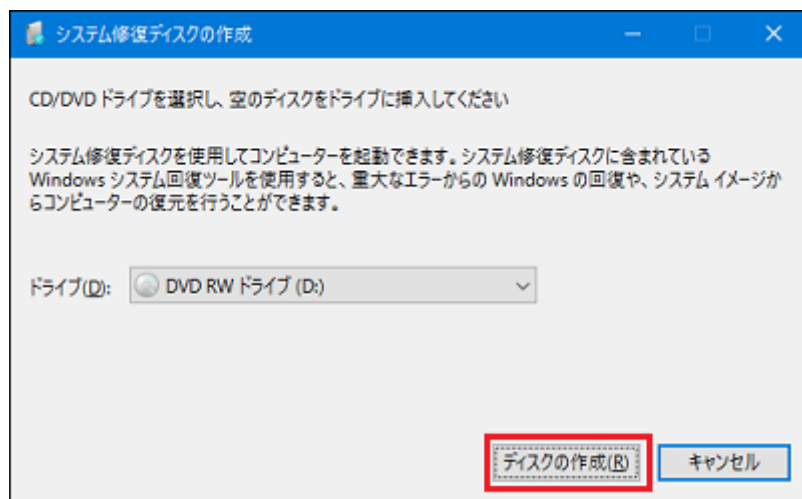 システム修復ディスクの作成
CD/DVD ドライブを選択し、空のディスクをドライブに挿入してください
システム修復ディスクを使用してコンピューターを起動できます。システム修復ディスクに含まれている
Windows システム回復ツールを使用すると、重大なエラーからの Windows の回復や、システム イメージか
らコンピューターの復元を行うことができます。
ドライブ(D): DVD RW ドライブ (D:)
ディスクの作成(R) キャンセル